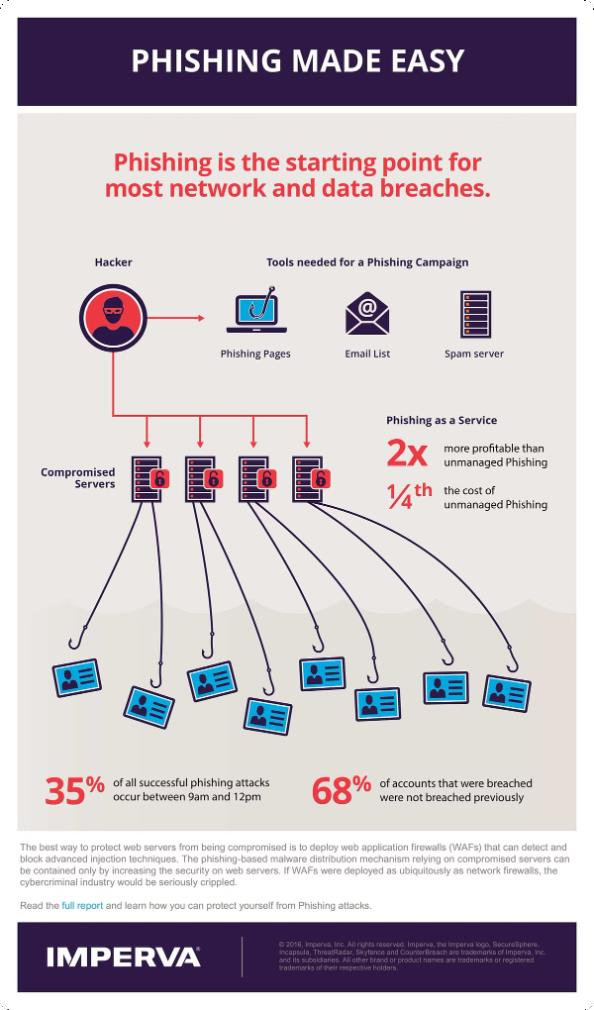 PHISHING MADE EASY
Phishing is the starting point for
most network and data breaches.
Hacker
Tools needed for a Phishing Campaign
@
Phishing Pages
Email List
Spam server
Phishing as a Service
2x
more profitable than
unmanaged Phishing
¼th
the cost of
unmanaged Phishing
Compromised
Servers
35%
of all successful phishing attacks
occur between 9am and 12pm
68%
of accounts that were breached
were not breached previously
The best way to protect web servers from being compromised is to deploy web application firewalls (WAFs) that can detect and
block advanced injection techniques. The phishing-based malware distribution mechanism relying on compromised servers can
be contained only by increasing the security on web servers. If WAFs were deployed as ubiquitously as network firewalls, the
cybercriminal industry would be seriously crippled.
Read the full report and learn how you can protect yourself from Phishing attacks.
IMPERVA®
© 2016, Imperva, Inc. All rights reserved. Imperva, the Imperva logo, SecureSphere,
Incapsula, ThreatRadar, Skyfence and CounterBreach are trademarks of Imperva, Inc.
and its subsidiaries. All other brand or product names are trademarks or registered
trademarks of their respective holders.